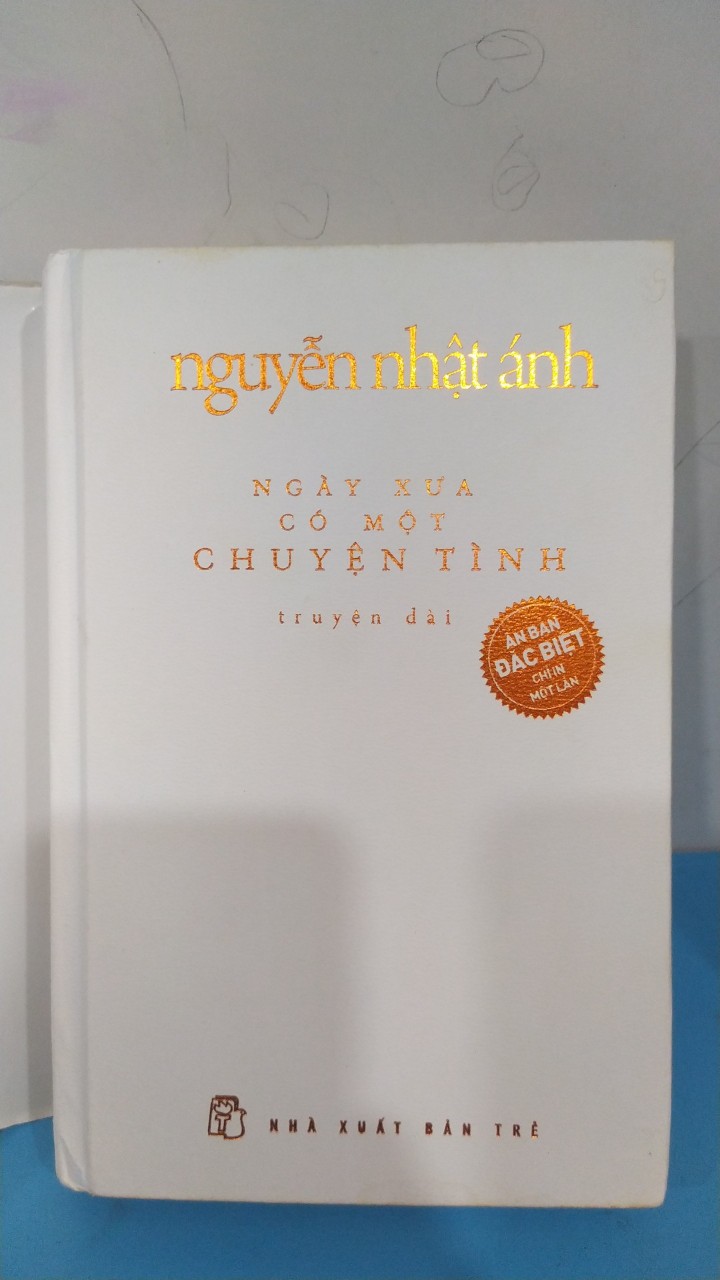 nguyễn nhật ánh
NGÀY XƯA
CÓ MỘT
CHUYỆN TÌNH
truyện dài
ẤN BẢN
ĐẶC BIỆT
CHỈ IN
MỘT LẦN
NHÀ XUẤT BẢN TRẺ